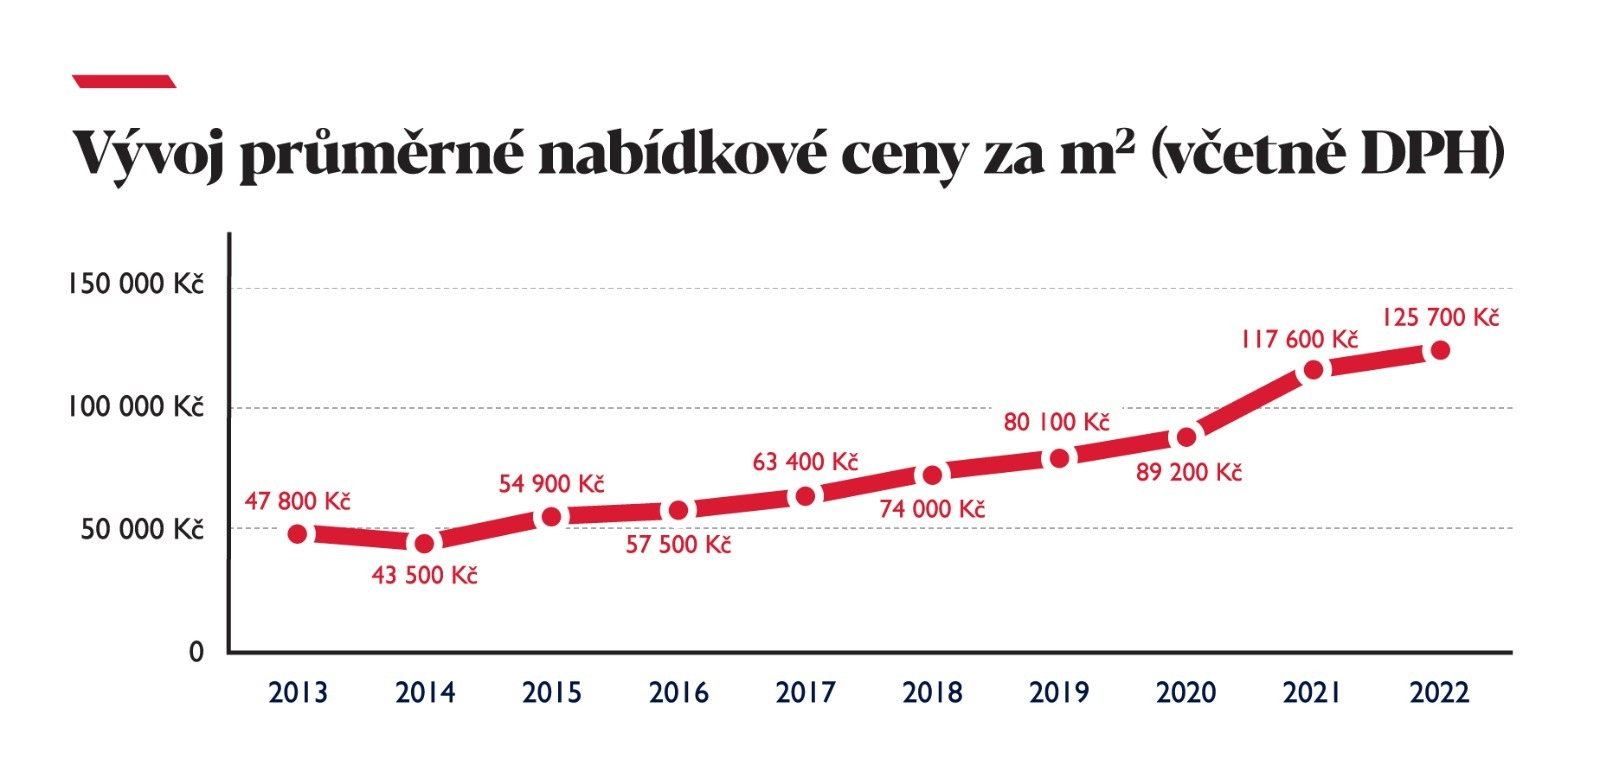 Vývoj průměrné nabídkové ceny za m² (včetně DPH)
150 000 Kč
100 000 Kč
50 000 Kč
0
47 800 Kč
43 500 Kč
54 900 Kč
57 500 Kč
63 400 Kč
74 000 Kč
80 100 Kč
89 200 Kč
117 600 Kč
125 700 Kč
2013 2014 2015 2016 2017 2018 2019 2020 2021 2022